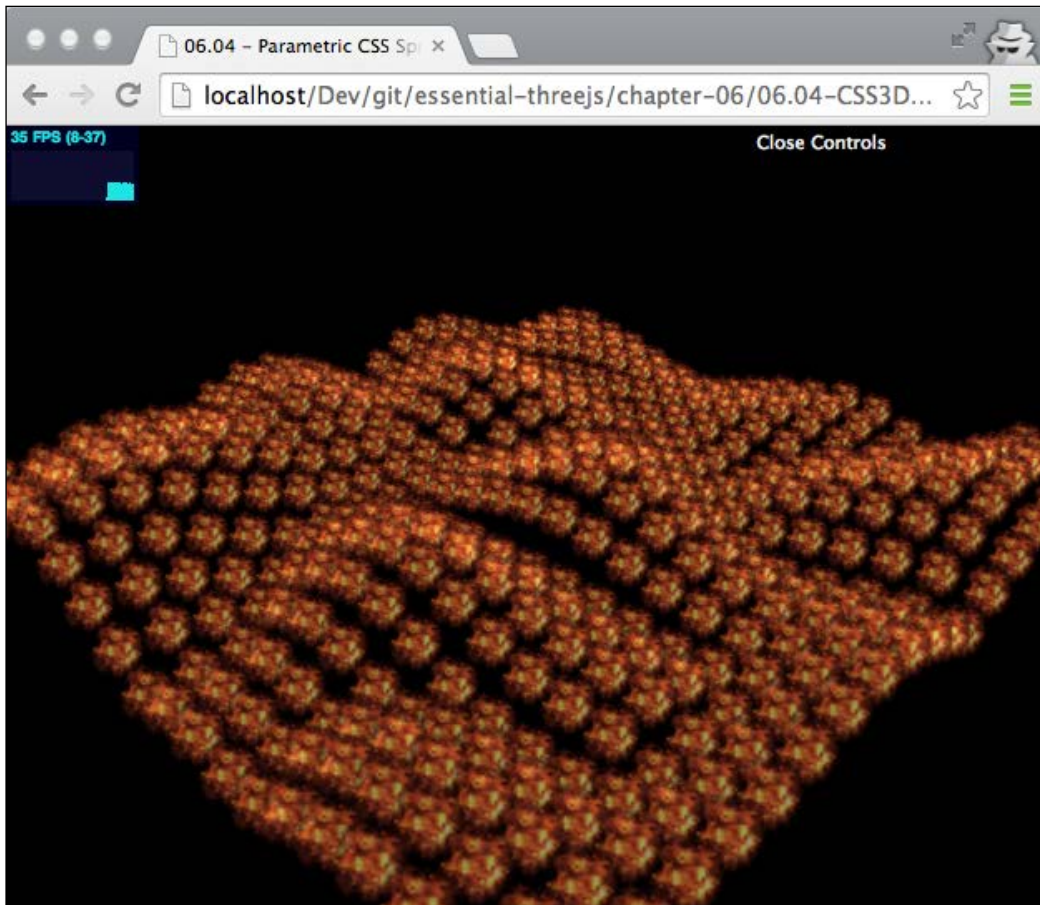 06.04 – Parametric CSS Sp
localhost/Dev/git/essential-threejs/chapter-06/06.04-CSS3D...
35 FPS (8-37)
Close Controls